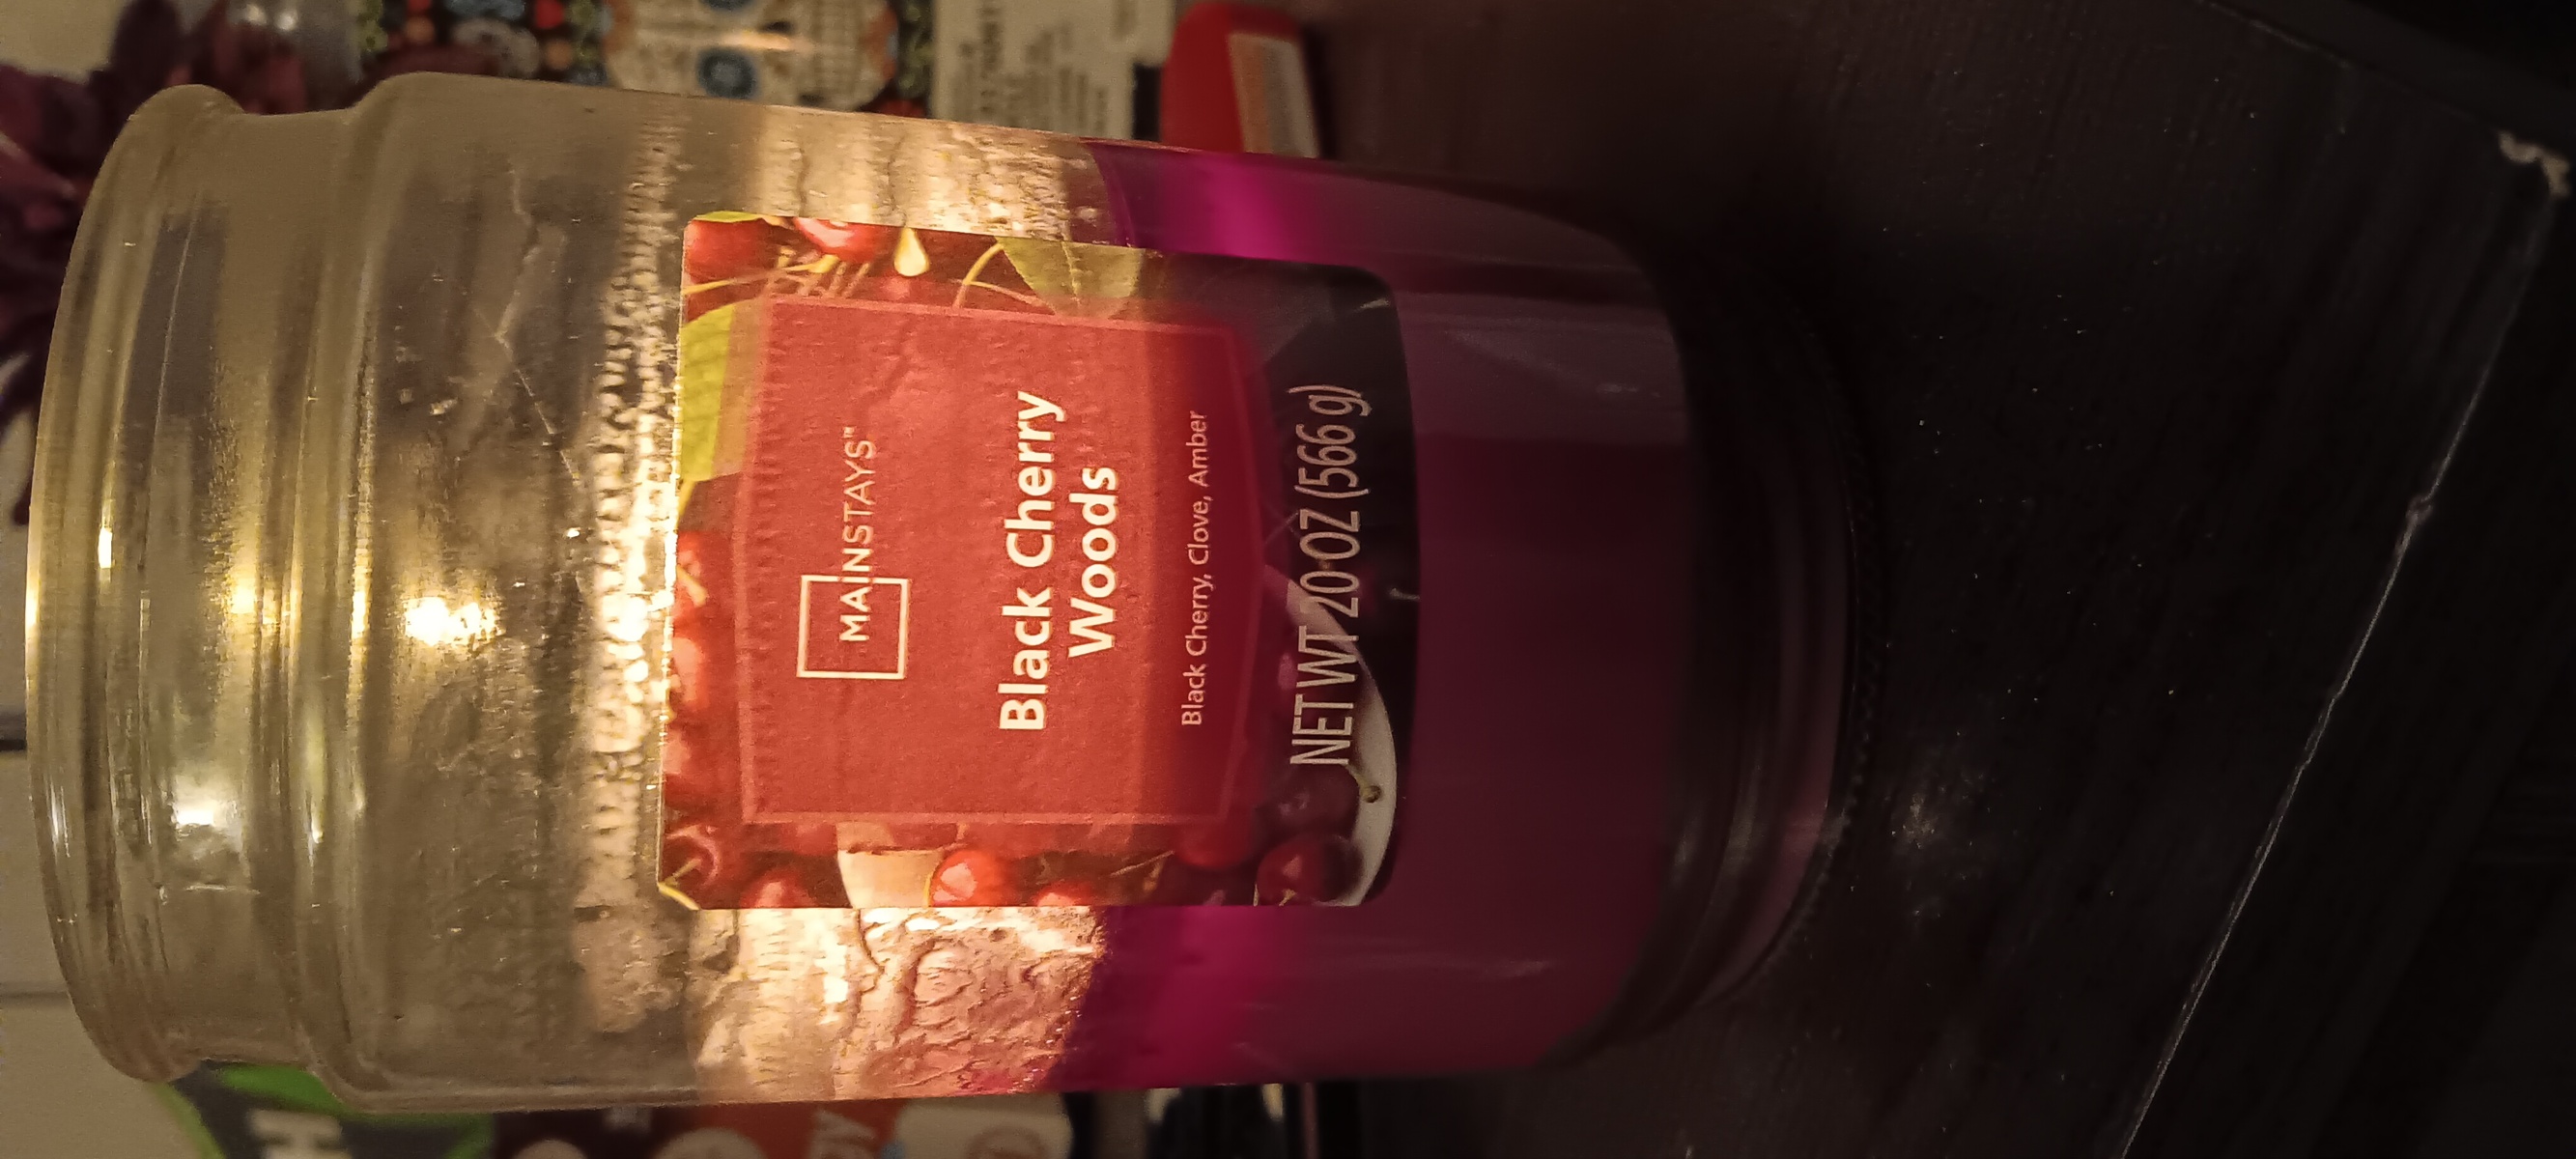 MAINSTAYS™
Black Cherry
Woods
Black Cherry, Clove, Amber
NET WT 20 OZ (566 g)